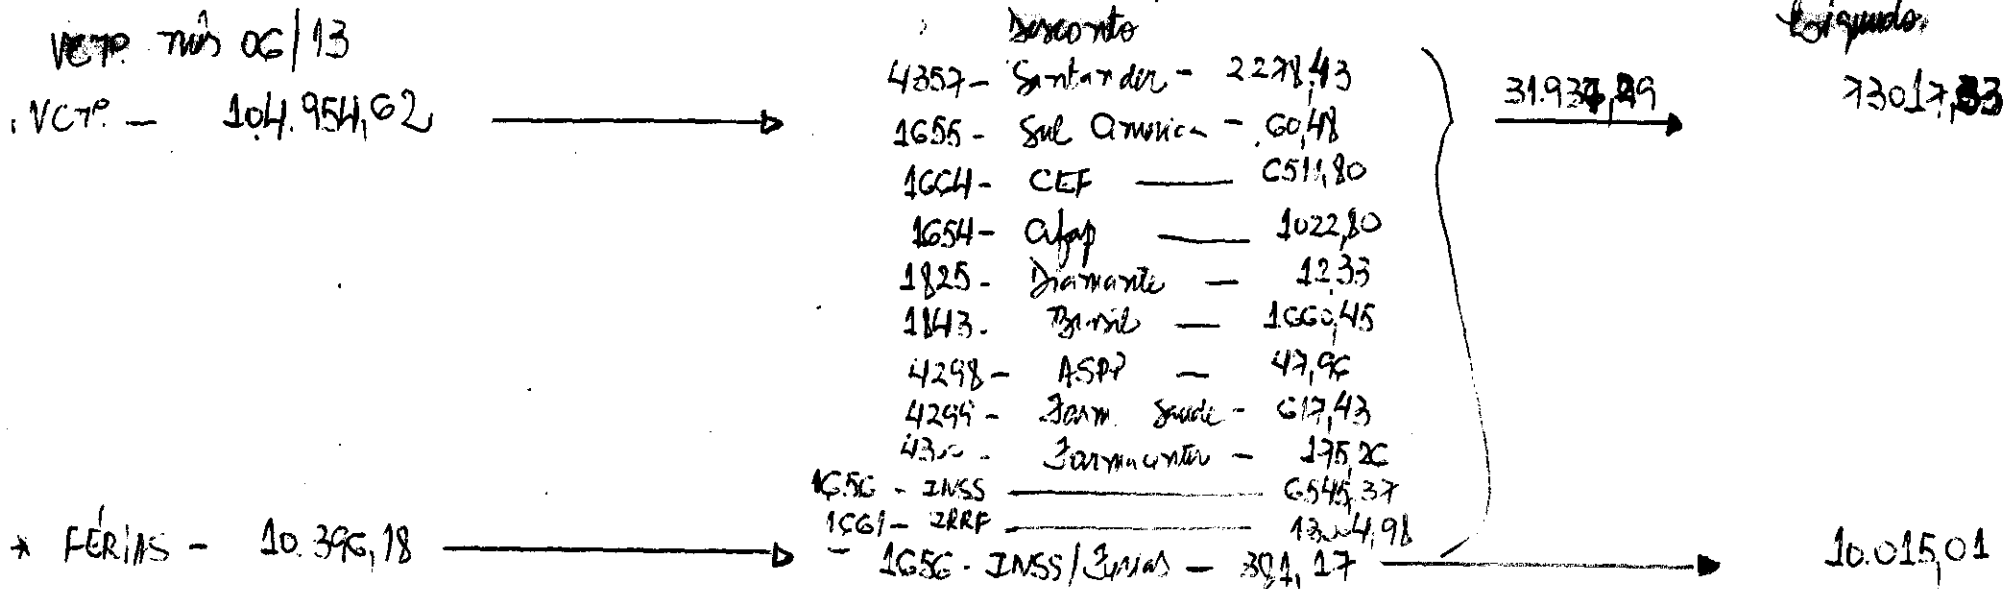 VCTO. mês 06/13
Desconto
Líquido
VCTO. - 104.954,62
4357 - Santander - 2278,43
31.937,29
73017,33
1655 - Sul America - 60,48
1664 - CEF - 6511,80
1654 - Afap - 1022,80
1825 - Diamante - 12,33
1843 - Brasil - 1660,45
4298 - ASPP - 47,96
4299 - Farm. Saude - 617,43
Farmacenter - 175,26
1656 - INSS - 6545,37
1661 - IRRF - 4,98
* FÉRIAS - 10.396,18
1656 - INSS/Férias - 381,17
10.015,01